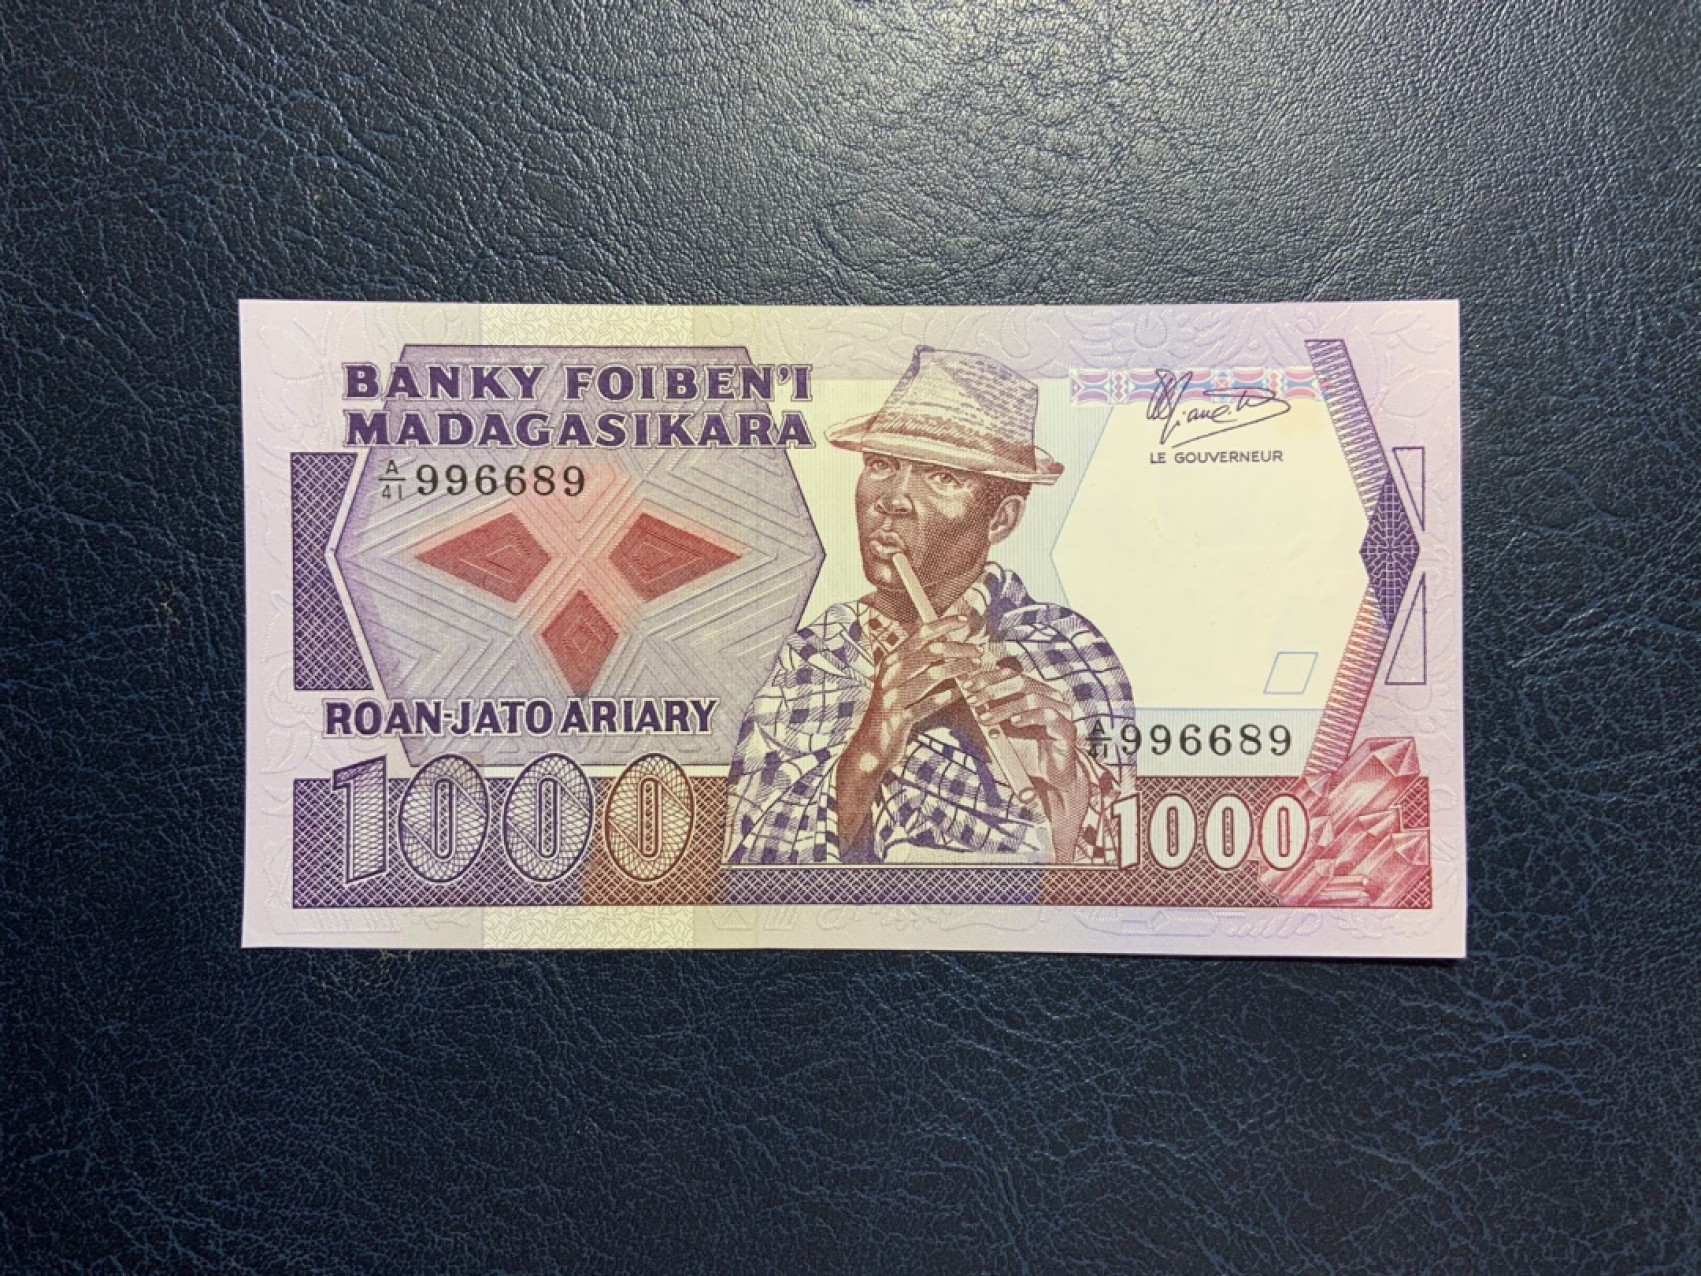 BANKY FOIBEN'I
MADAGASIKARA
A/41 996689
LE GOUVERNEUR
ROAN-JATO ARIARY
A/41 996689
1000
1000